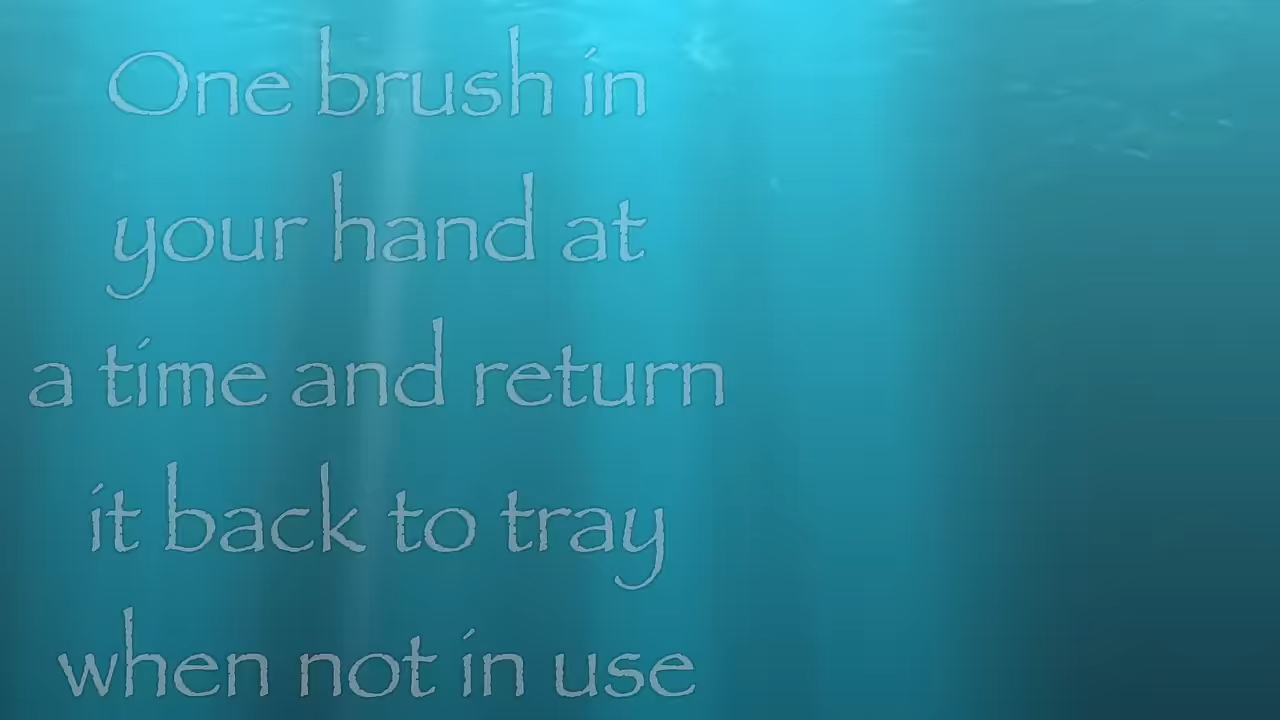 One brush in
your hand at
a time and return
it back to tray
when not in use